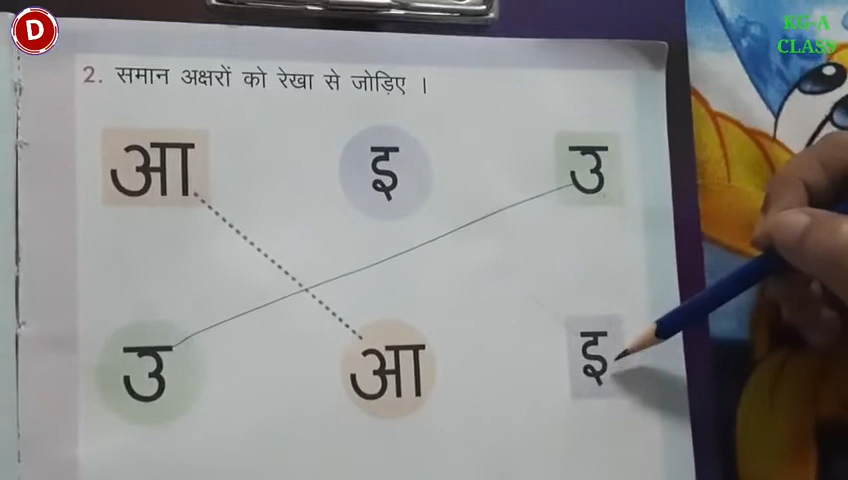 D
KG-A
CLASS
2. समान अक्षरों को रेखा से जोड़िए ।
आ इ उ
उ आ इ